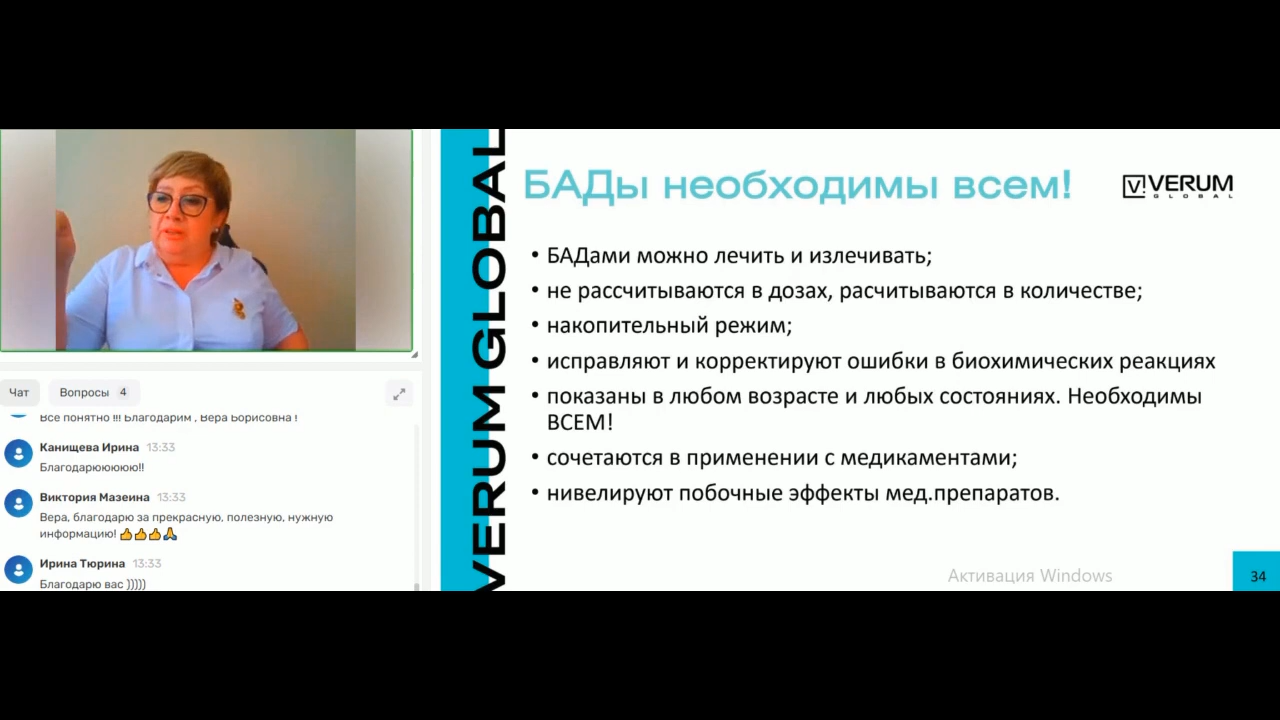 VERUM GLOBAL
БАДы необходимы всем!
VERUM
GLOBAL
• БАДами можно лечить и излечивать;
• не рассчитываются в дозах, расчитываются в количестве;
• накопительный режим;
• исправляют и корректируют ошибки в биохимических реакциях
• показаны в любом возрасте и любых состояниях. Необходимы
ВСЕМ!
• сочетаются в применении с медикаментами;
• нивелируют побочные эффекты мед.препаратов.
Активация Windows
34
Чат
Вопросы 4
Все понятно !!! Благодарим , Вера Борисовна !
Канищева Ирина 13:33
Благодарюююююю!!
Виктория Мазеина 13:33
Вера, благодарю за прекрасную, полезную, нужную
информацию! 👍👍👍🙏
Ирина Тюрина 13:33
Благодарю вас )))))